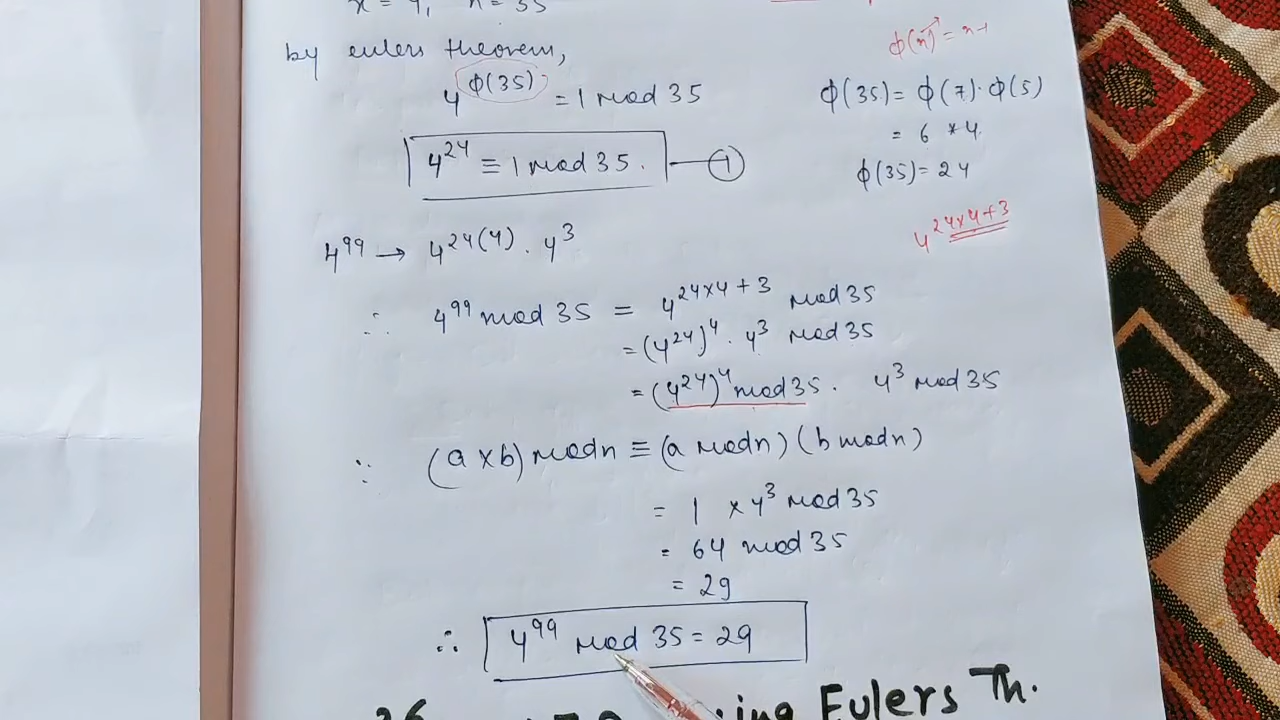 x = 4, n = 35
by eulers theorem,
ϕ(n) = n-1
4^ϕ(35) = 1 mod 35
ϕ(35) = ϕ(7)·ϕ(5)
= 6 * 4
4^24 ≡ 1 mod 35. — ①
ϕ(35) = 24
4^99 → 4^24(4) . 4^3
4^24×4+3
∴ 4^99 mod 35 = 4^24×4+3 mod 35
= (4^24)^4 . 4^3 mod 35
= (4^24)^4 mod 35 . 4^3 mod 35
∵ (a×b) mod n ≡ (a mod n) (b mod n)
= 1 × 4^3 mod 35
= 64 mod 35
= 29
∴ 4^99 mod 35 = 29
Eulers Th.